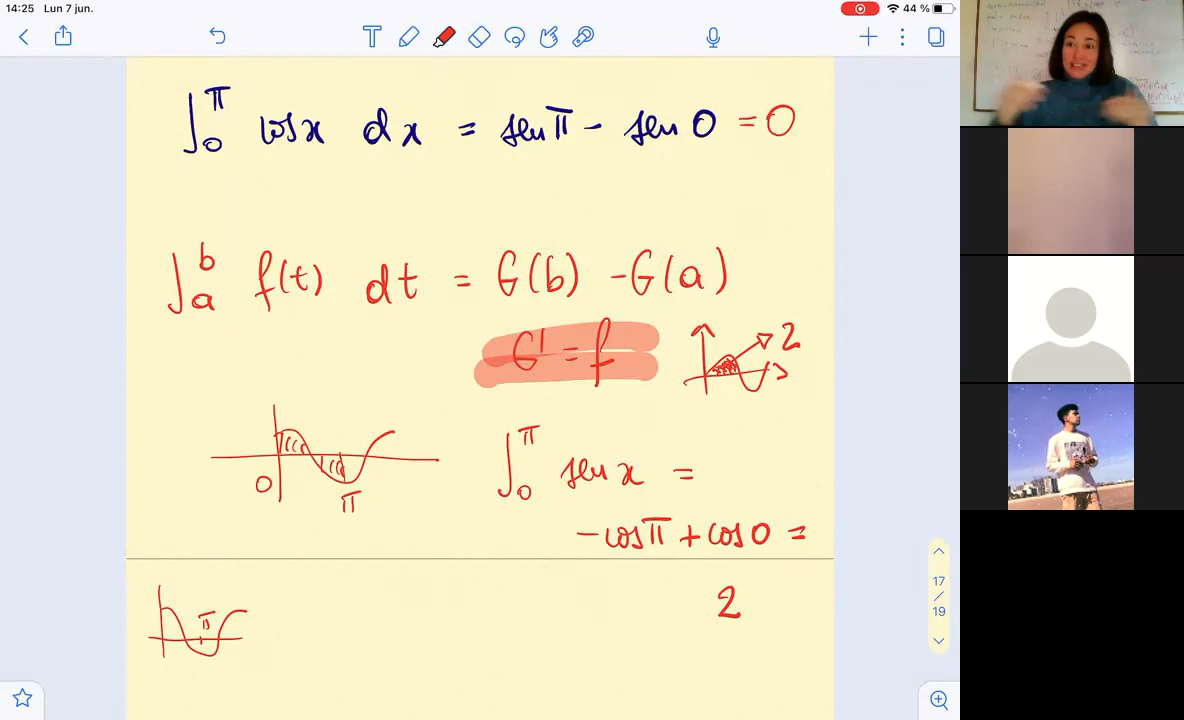 14:25 Lun 7 jun.
44 %
∫₀^π cos x dx = sen π - sen 0 = 0
∫ₐ^b f(t) dt = G(b) - G(a)
G' = f
2
0
π
∫₀^π sen x =
-cos π + cos 0 =
2
π
17
/
19